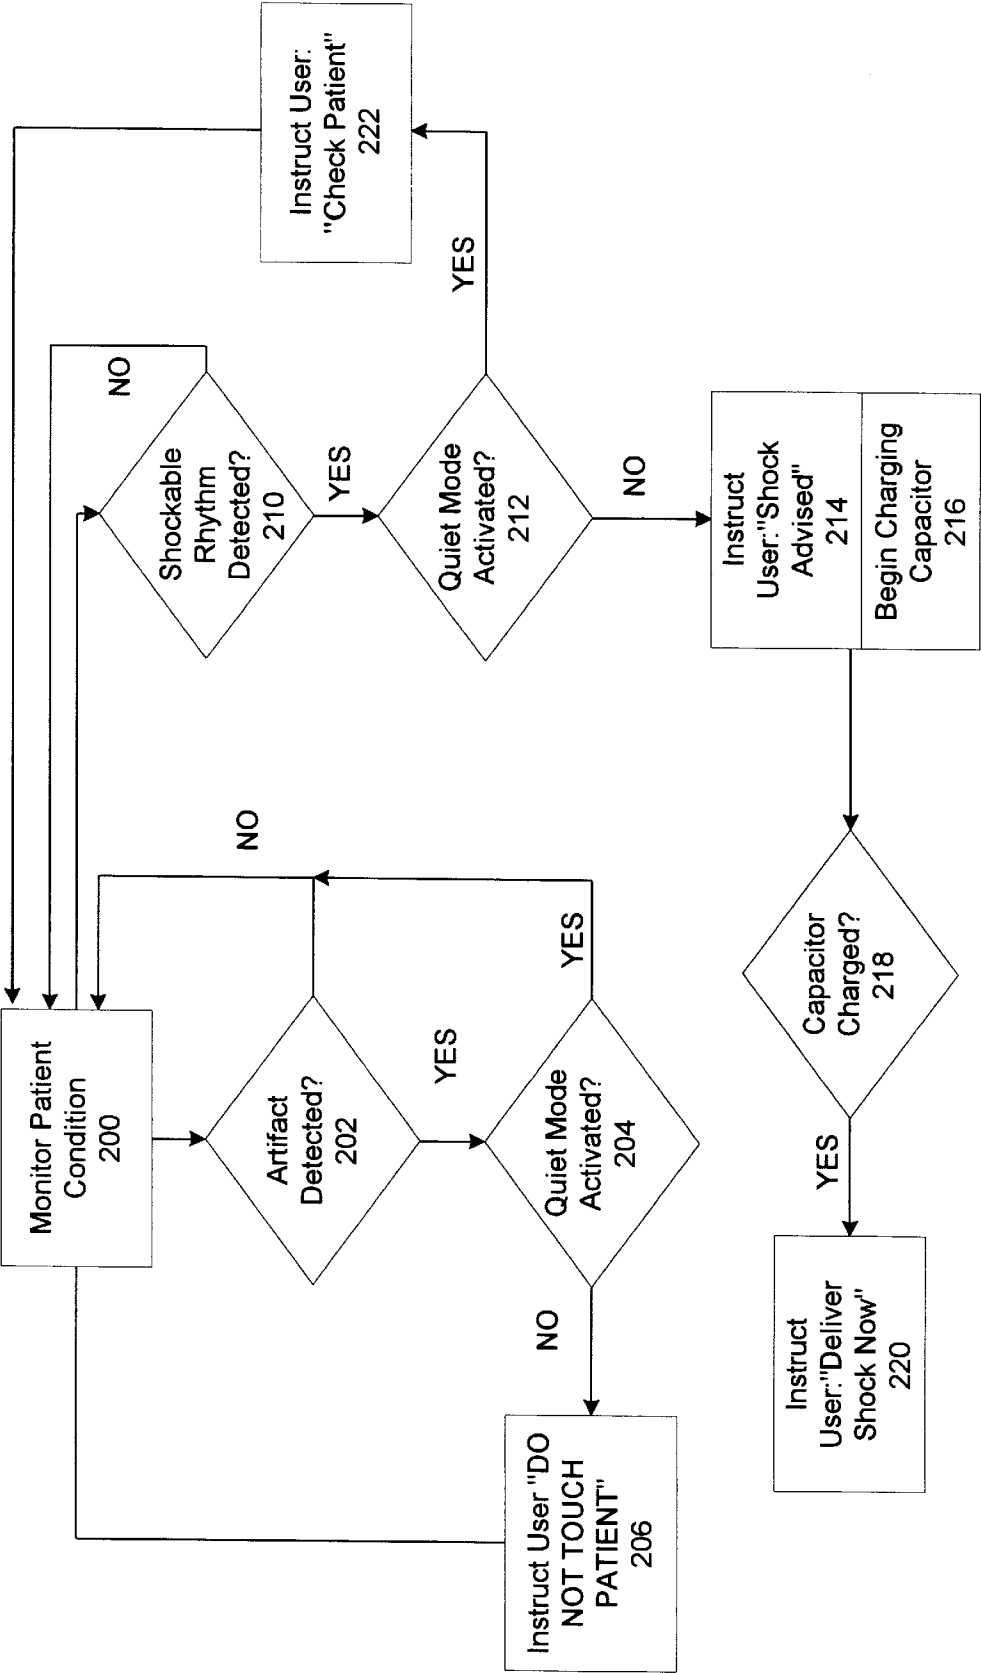 Monitor Patient
Condition
200
Artifact
Detected?
202
NO
YES
Quiet Mode
Activated?
204
YES
NO
Instruct User "DO
NOT TOUCH
PATIENT"
206
Shockable
Rhythm
Detected?
210
NO
YES
Quiet Mode
Activated?
212
YES
Instruct User:
"Check Patient"
222
NO
Instruct
User:"Shock
Advised"
214
Begin Charging
Capacitor
216
Capacitor
Charged?
218
YES
Instruct
User:"Deliver
Shock Now"
220